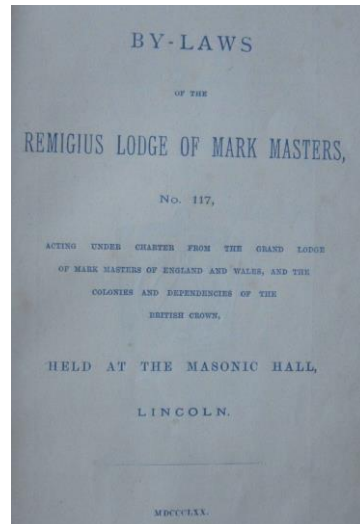 BY-LAWS
OF THE
REMIGIUS LODGE OF MARK MASTERS,
No. 117,
ACTING UNDER CHARTER FROM THE GRAND LODGE
OF MARK MASTERS OF ENGLAND AND WALES, AND THE
COLONIES AND DEPENDENCIES OF THE
BRITISH CROWN,
HELD AT THE MASONIC HALL,
LINCOLN.
MDCCCLXX.